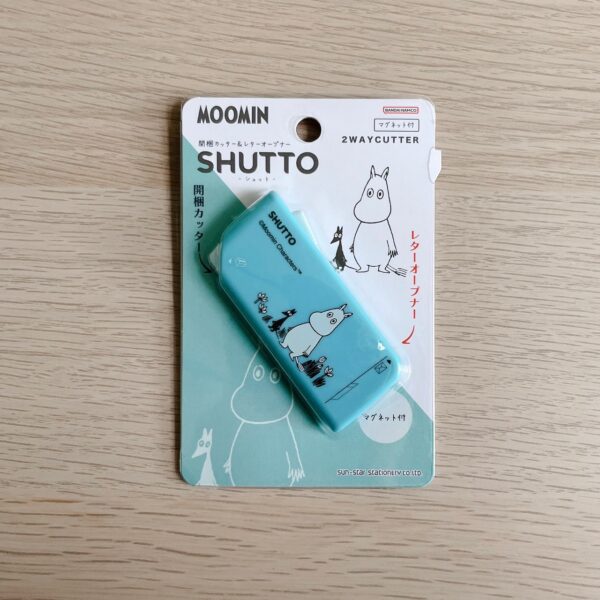 MOOMIN
BANDAI NAMCO
マグネット付
2WAYCUTTER
開梱カッター&レターオープナー
SHUTTO
-シュット-
開梱カッター
レターオープナー
SHUTTO
©Moomin Characters™
マグネット付
sun-star stationery co.,ltd.